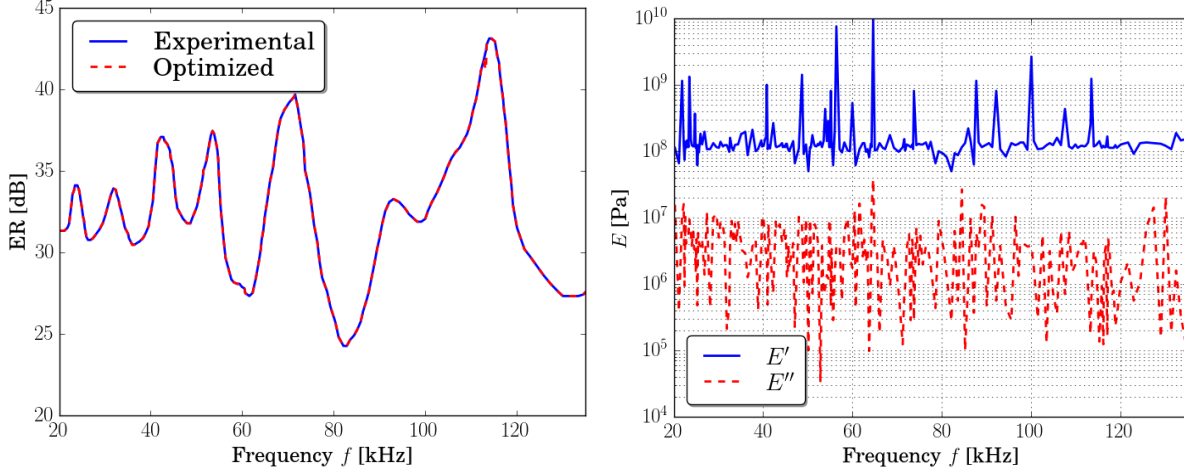 45
40
35
30
25
20
ER [dB]
Experimental
Optimized
20 40 60 80 100 120
Frequency f [kHz]
10^10
10^9
10^8
10^7
10^6
10^5
10^4
E [Pa]
E′
E′′
20 40 60 80 100 120
Frequency f [kHz]